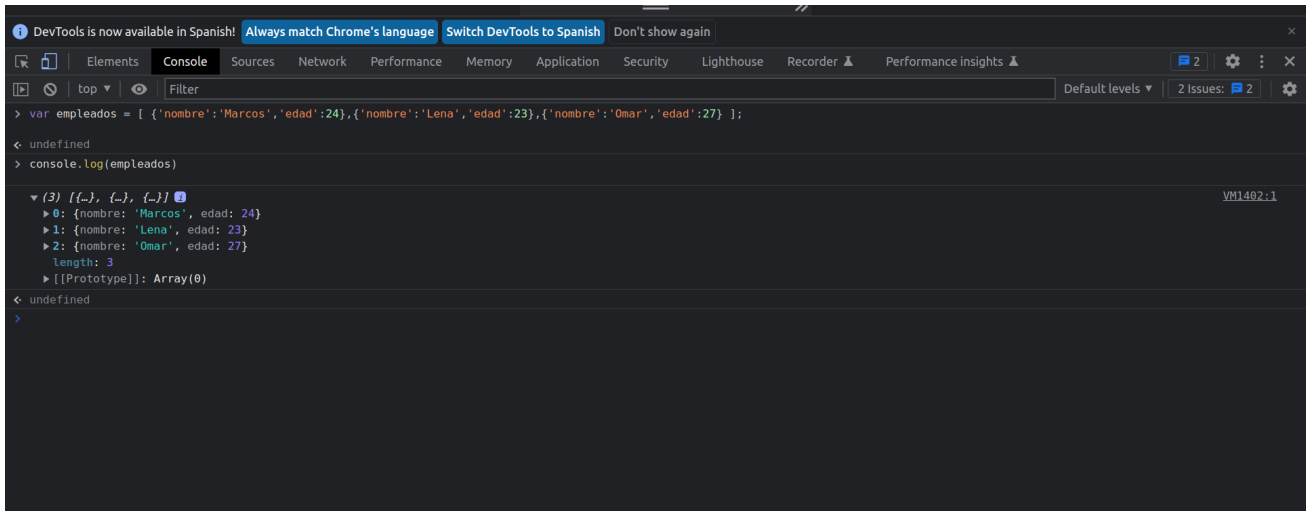 DevTools is now available in Spanish! Always match Chrome's language Switch DevTools to Spanish Don't show again
Elements Console Sources Network Performance Memory Application Security Lighthouse Recorder Performance insights 2
top Filter Default levels 2 Issues: 2
var empleados = [ {'nombre':'Marcos','edad':24},{'nombre':'Lena','edad':23},{'nombre':'Omar','edad':27} ];
undefined
console.log(empleados)
(3) [{…}, {…}, {…}] i VM1402:1
0: {nombre: 'Marcos', edad: 24}
1: {nombre: 'Lena', edad: 23}
2: {nombre: 'Omar', edad: 27}
length: 3
[[Prototype]]: Array(0)
undefined